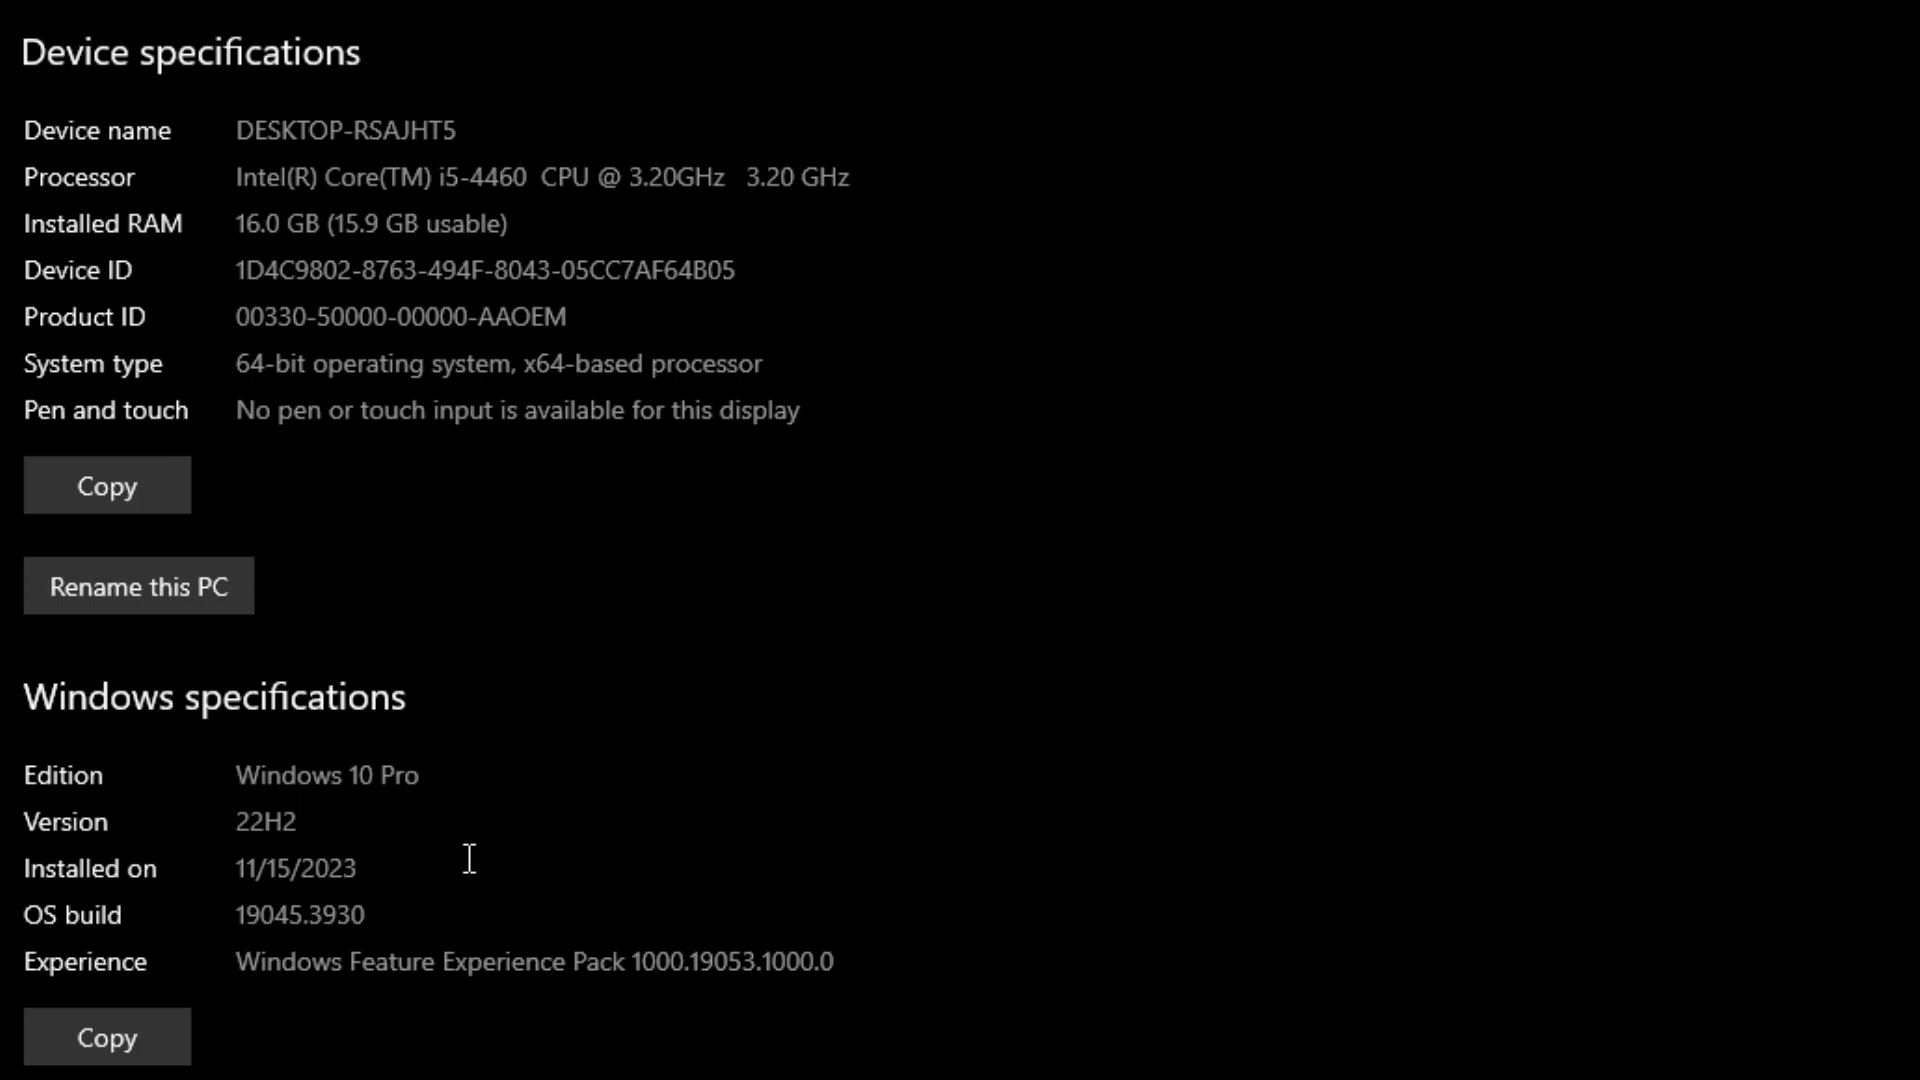 Device specifications
Device name DESKTOP-RSAJHT5
Processor Intel(R) Core(TM) i5-4460 CPU @ 3.20GHz 3.20 GHz
Installed RAM 16.0 GB (15.9 GB usable)
Device ID 1D4C9802-8763-494F-8043-05CC7AF64B05
Product ID 00330-50000-00000-AAOEM
System type 64-bit operating system, x64-based processor
Pen and touch No pen or touch input is available for this display
Copy
Rename this PC
Windows specifications
Edition Windows 10 Pro
Version 22H2
Installed on 11/15/2023
OS build 19045.3930
Experience Windows Feature Experience Pack 1000.19053.1000.0
Copy